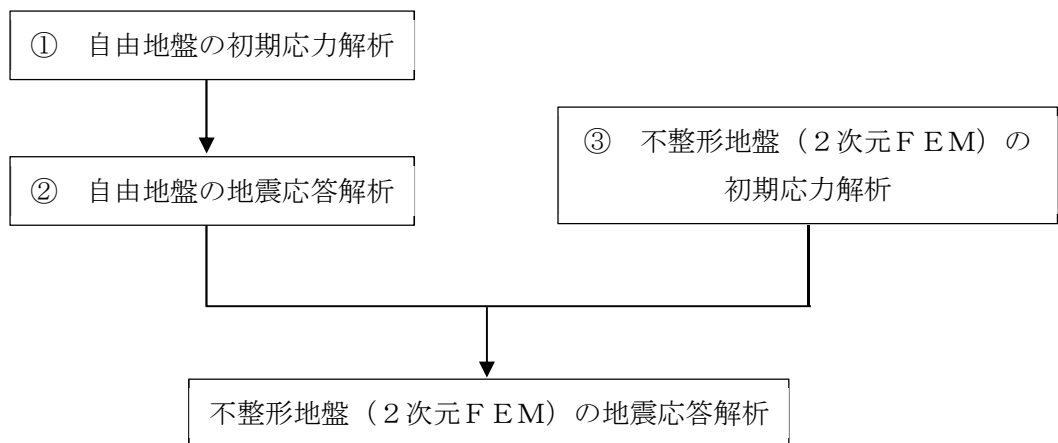 ① 自由地盤の初期応力解析
② 自由地盤の地震応答解析
③ 不整形地盤（２次元ＦＥＭ）の
初期応力解析
不整形地盤（２次元ＦＥＭ）の地震応答解析